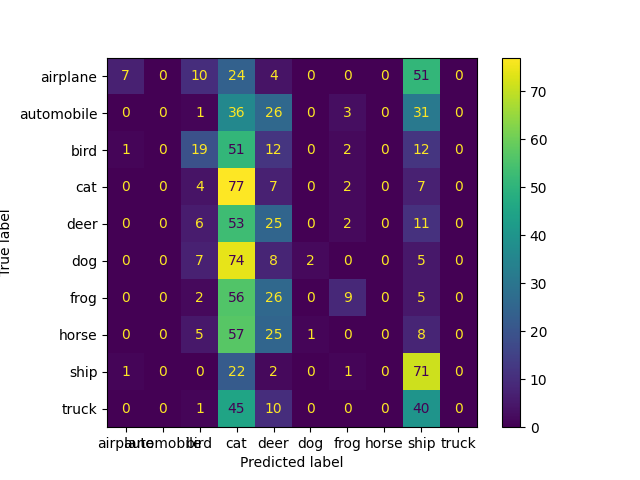 airplane 7 0 10 24 4 0 0 0 51 0
automobile 0 0 1 36 26 0 3 0 31 0
bird 1 0 19 51 12 0 2 0 12 0
cat 0 0 4 77 7 0 2 0 7 0
deer 0 0 6 53 25 0 2 0 11 0
dog 0 0 7 74 8 2 0 0 5 0
frog 0 0 2 56 26 0 9 0 5 0
horse 0 0 5 57 25 1 0 0 8 0
ship 1 0 0 22 2 0 1 0 71 0
truck 0 0 1 45 10 0 0 0 40 0
airplane automobile bird cat deer dog frog horse ship truck
Predicted label
True label
70
60
50
40
30
20
10
0